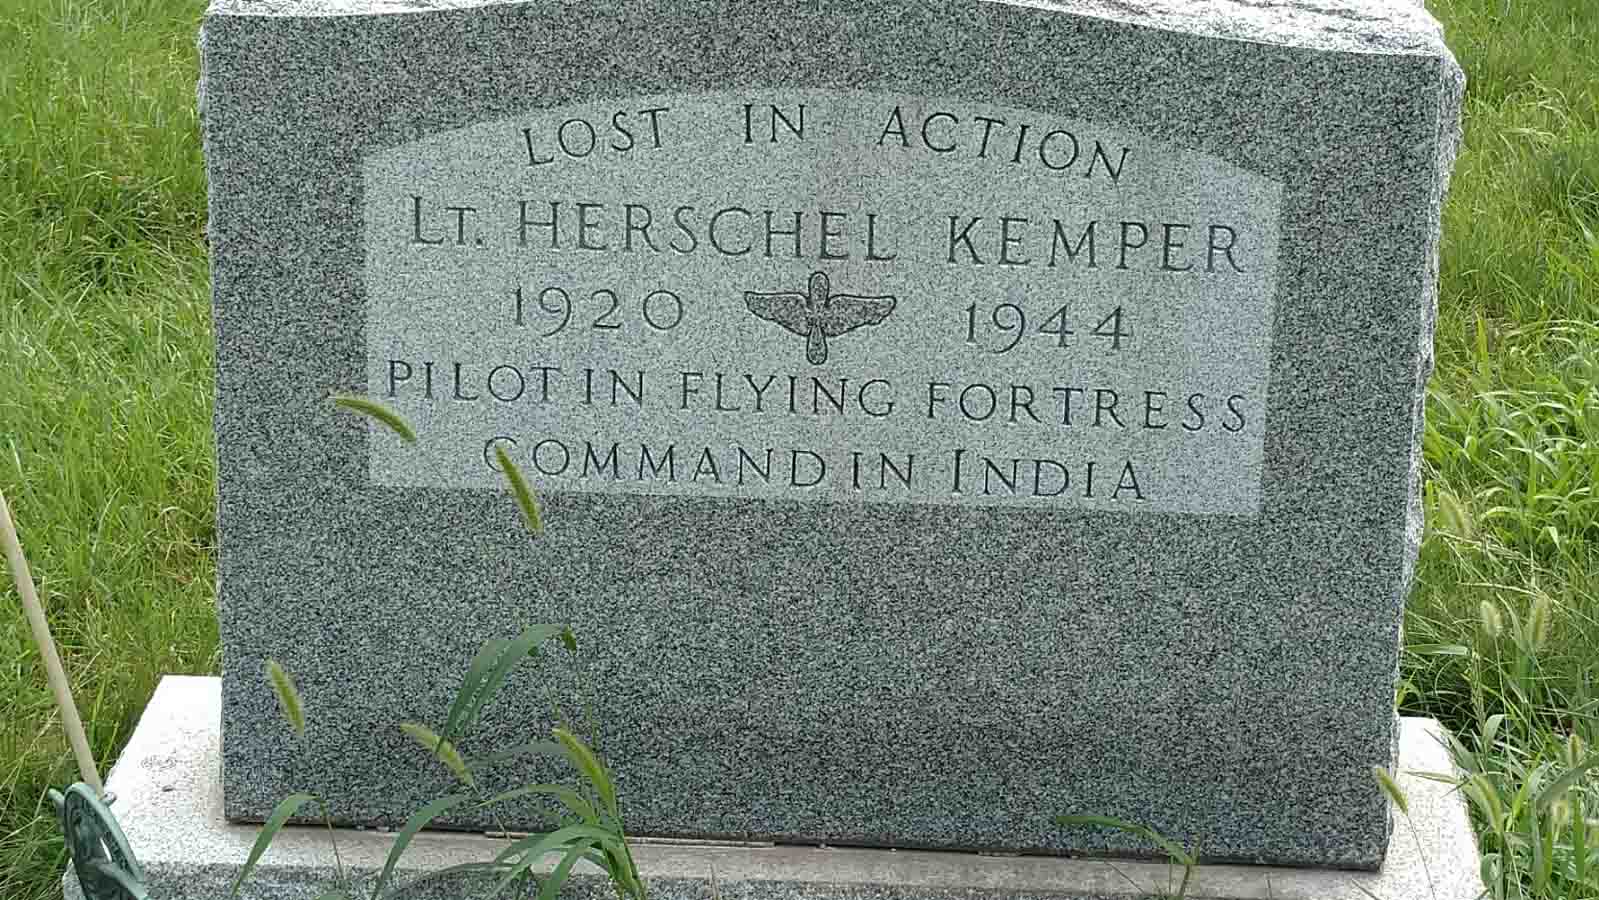 LOST IN ACTION
LT. HERSCHEL KEMPER
1920 1944
PILOT IN FLYING FORTRESS
COMMAND IN INDIA